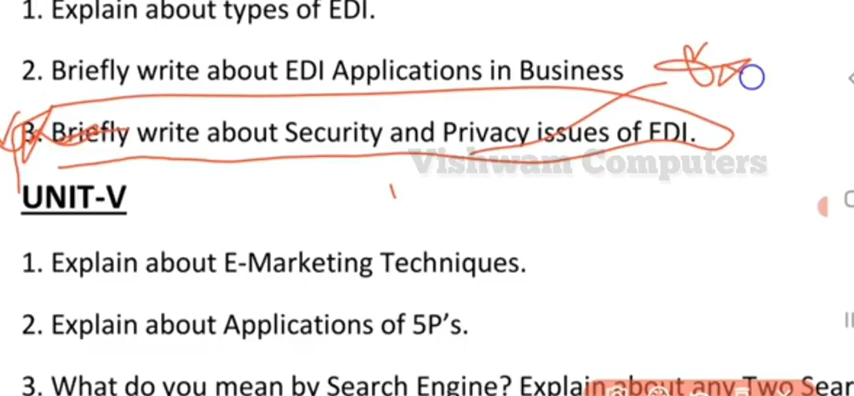 1. Explain about types of EDI.
2. Briefly write about EDI Applications in Business
3. Briefly write about Security and Privacy issues of EDI.
Vishwam Computers
UNIT-V
1. Explain about E-Marketing Techniques.
2. Explain about Applications of 5P's.
3. What do you mean by Search Engine? Explain about any Two Sear